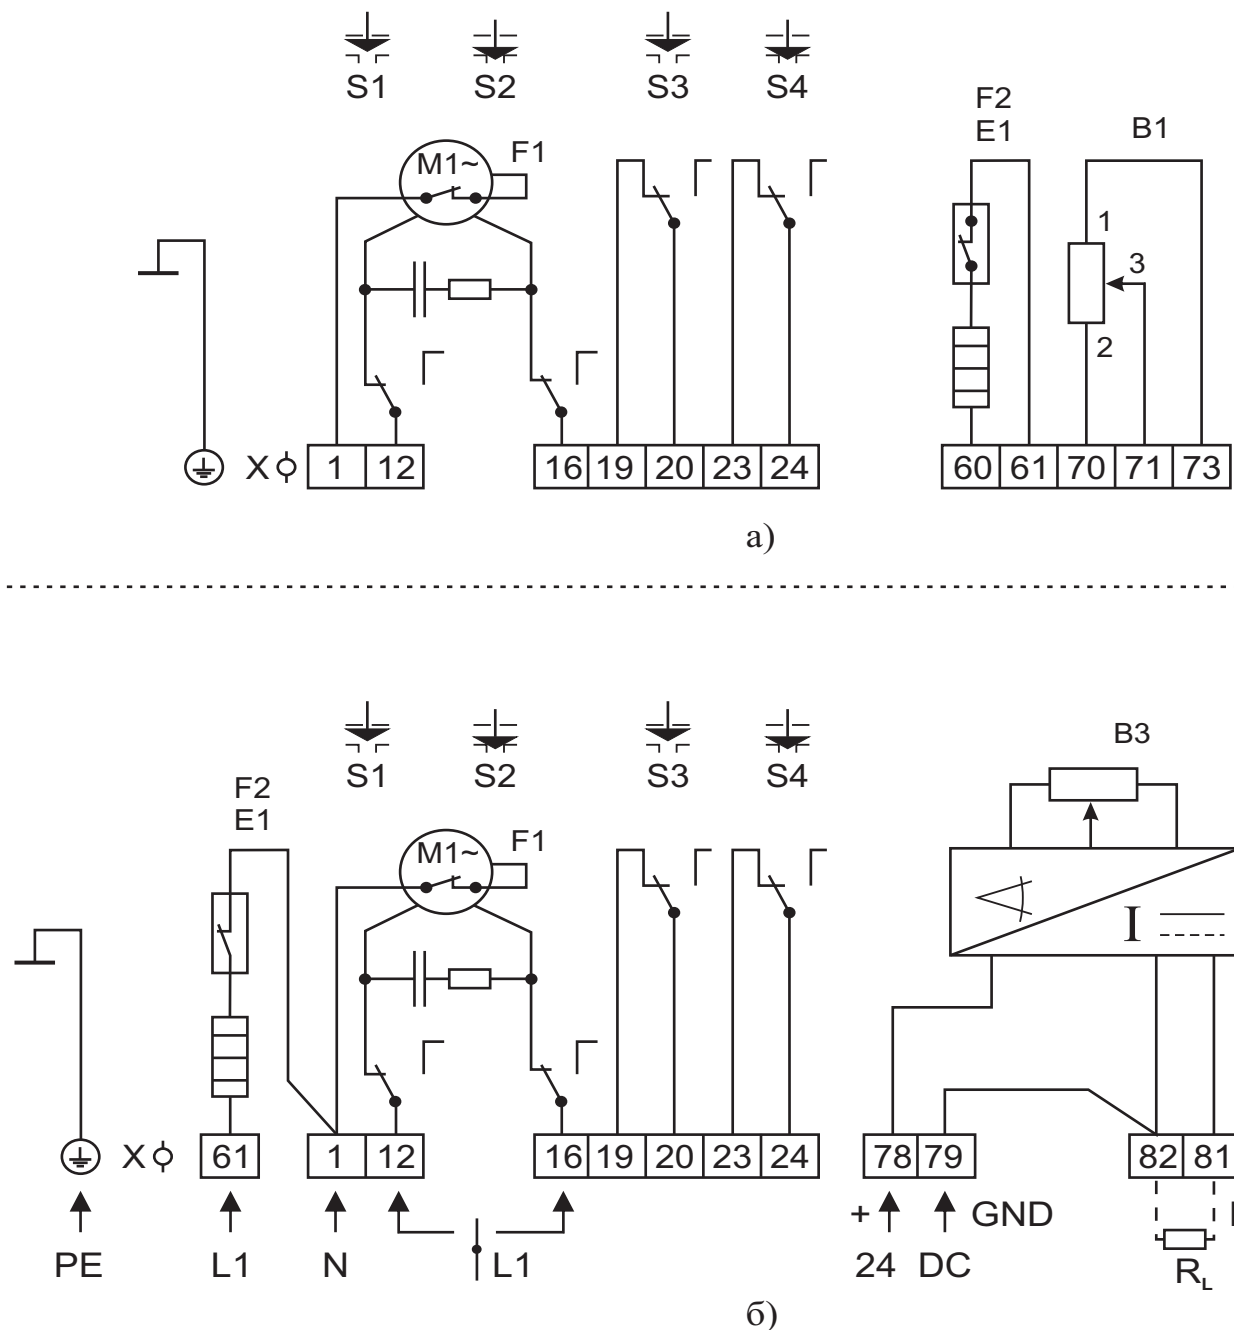 S1 S2 S3 S4
F2
E1
B1
M1~
F1
1
3
2
X
1 12 16 19 20 23 24 60 61 70 71 73
а)
S1 S2 S3 S4
B3
F2
E1
M1~
F1
I
X
61 1 12 16 19 20 23 24 78 79 82 81
+ GND
PE L1 N L1 24 DC RL
б)